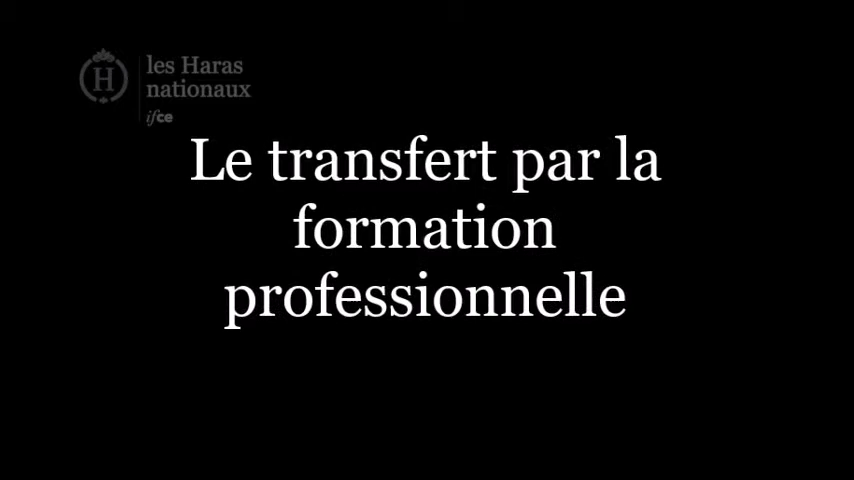 H
les Haras
nationaux
ifce
Le transfert par la
formation
professionnelle